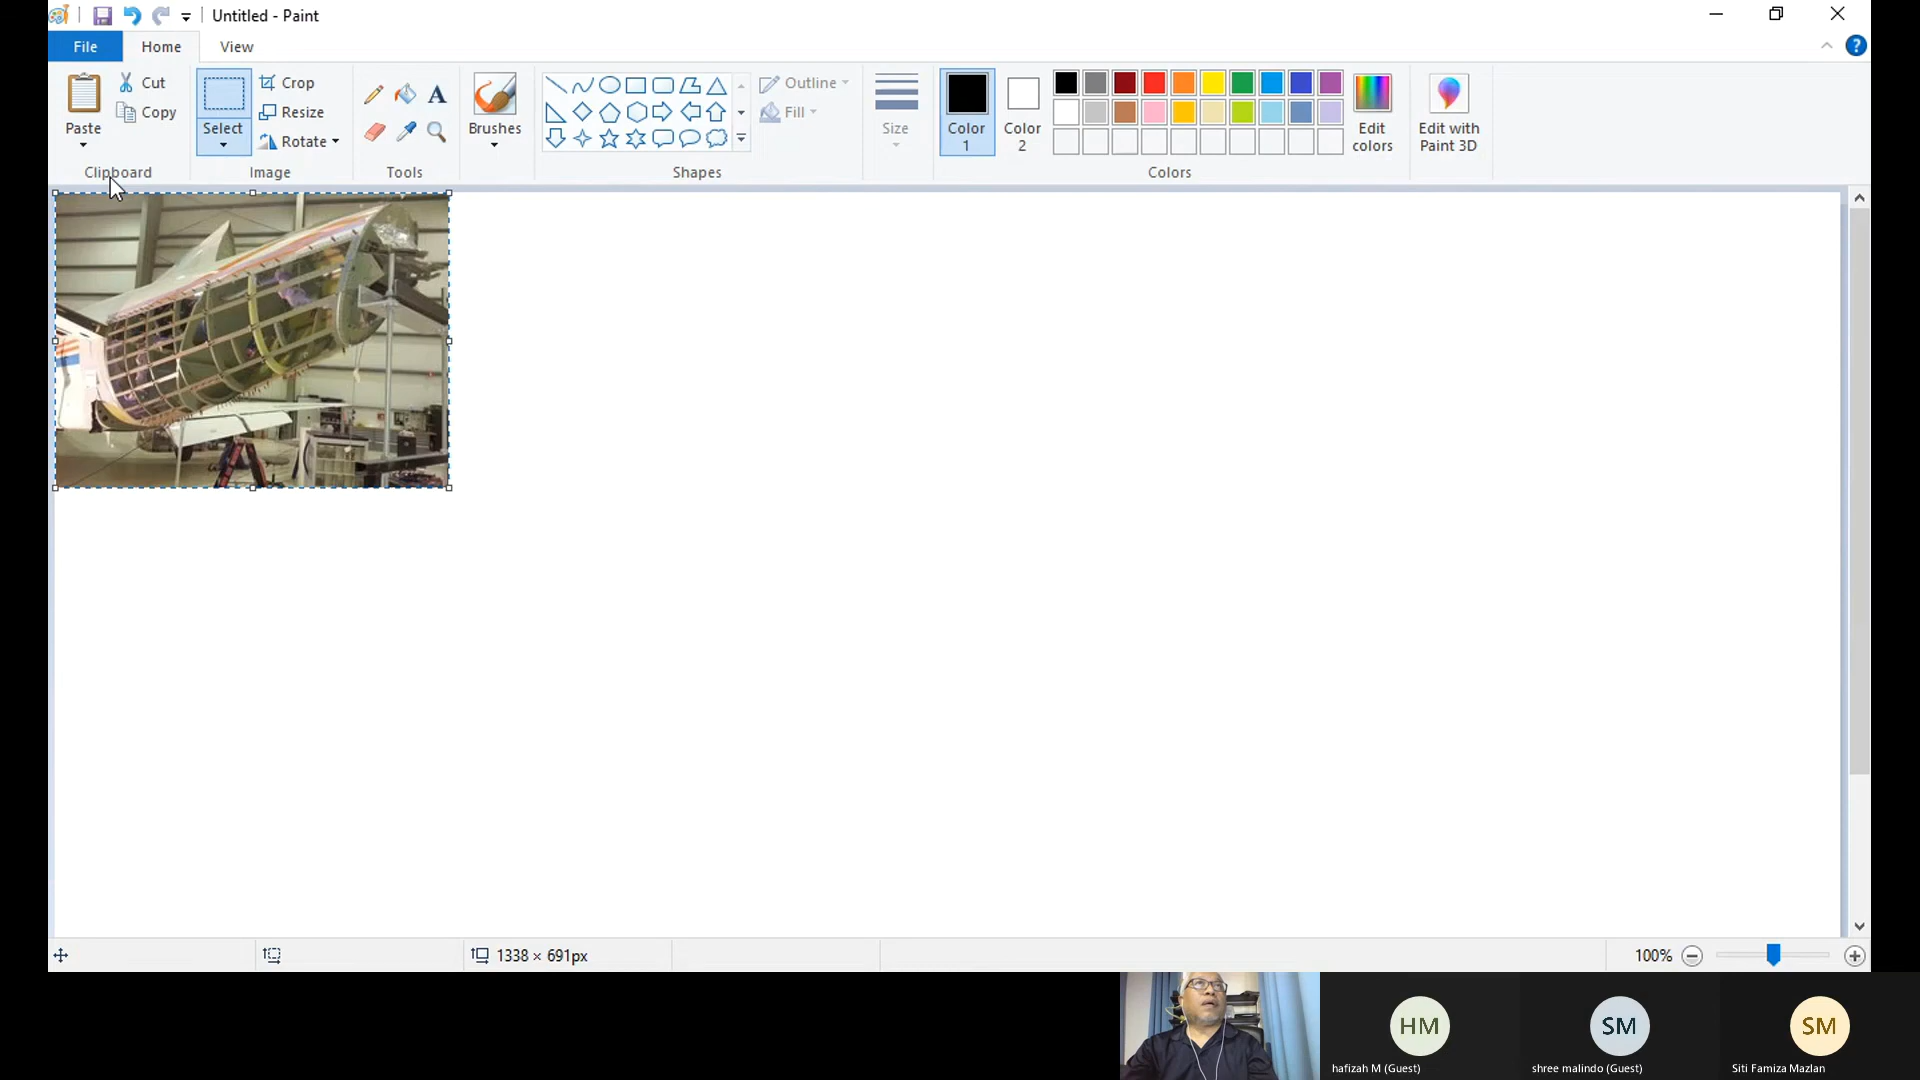 Untitled - Paint
File Home View
Paste
Cut
Copy
Clipboard
Select
Crop
Resize
Rotate
Image
A
Tools
Brushes
Outline
Fill
Shapes
Size
Color
1
Color
2
Edit
colors
Colors
Edit with
Paint 3D
?
1338 × 691px
100%
HM
hafizah M (Guest)
SM
shree malindo (Guest)
SM
Siti Famiza Mazlan